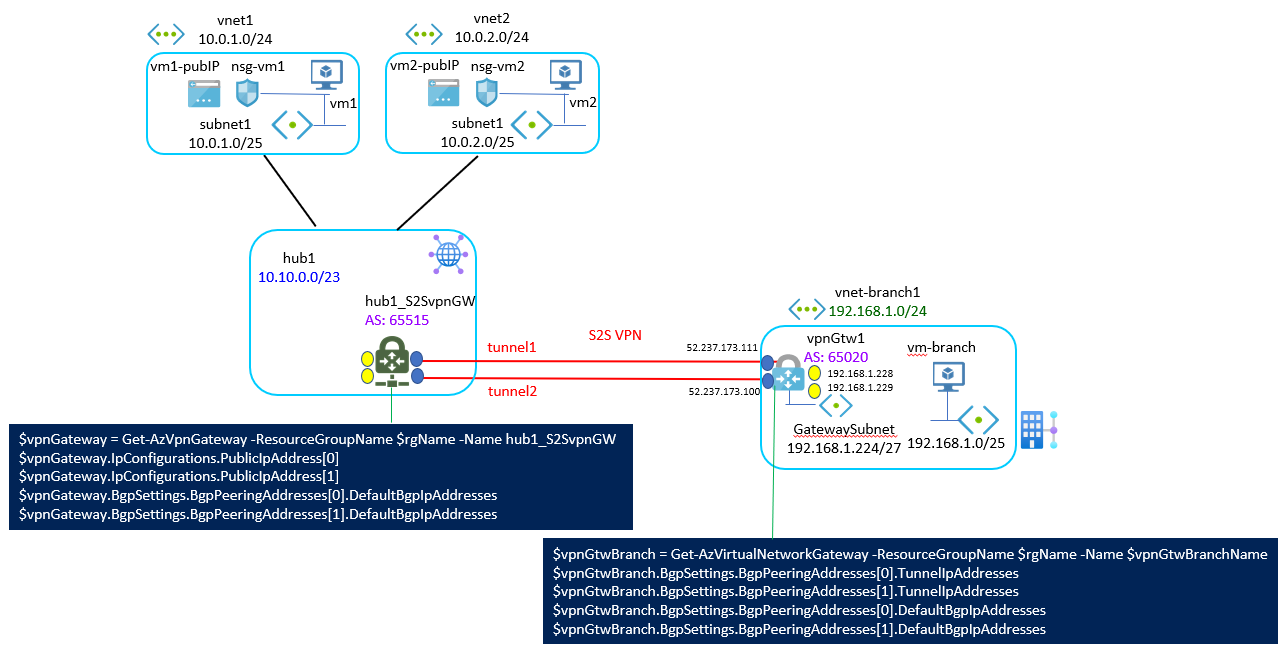 vnet1
10.0.1.0/24
vm1-pubIP
nsg-vm1
vm1
subnet1
10.0.1.0/25
vnet2
10.0.2.0/24
vm2-pubIP
nsg-vm2
vm2
subnet1
10.0.2.0/25
hub1
10.10.0.0/23
hub1_S2SvpnGW
AS: 65515
tunnel1
S2S VPN
tunnel2
52.237.173.111
52.237.173.100
vnet-branch1
192.168.1.0/24
vpnGtw1
AS: 65020
192.168.1.228
192.168.1.229
GatewaySubnet
192.168.1.224/27
vm-branch
192.168.1.0/25
$vpnGateway = Get-AzVpnGateway -ResourceGroupName $rgName -Name hub1_S2SvpnGW
$vpnGateway.IpConfigurations.PublicIpAddress[0]
$vpnGateway.IpConfigurations.PublicIpAddress[1]
$vpnGateway.BgpSettings.BgpPeeringAddresses[0].DefaultBgpIpAddresses
$vpnGateway.BgpSettings.BgpPeeringAddresses[1].DefaultBgpIpAddresses
$vpnGtwBranch = Get-AzVirtualNetworkGateway -ResourceGroupName $rgName -Name $vpnGtwBranchName
$vpnGtwBranch.BgpSettings.BgpPeeringAddresses[0].TunnelIpAddresses
$vpnGtwBranch.BgpSettings.BgpPeeringAddresses[1].TunnelIpAddresses
$vpnGtwBranch.BgpSettings.BgpPeeringAddresses[0].DefaultBgpIpAddresses
$vpnGtwBranch.BgpSettings.BgpPeeringAddresses[1].DefaultBgpIpAddresses